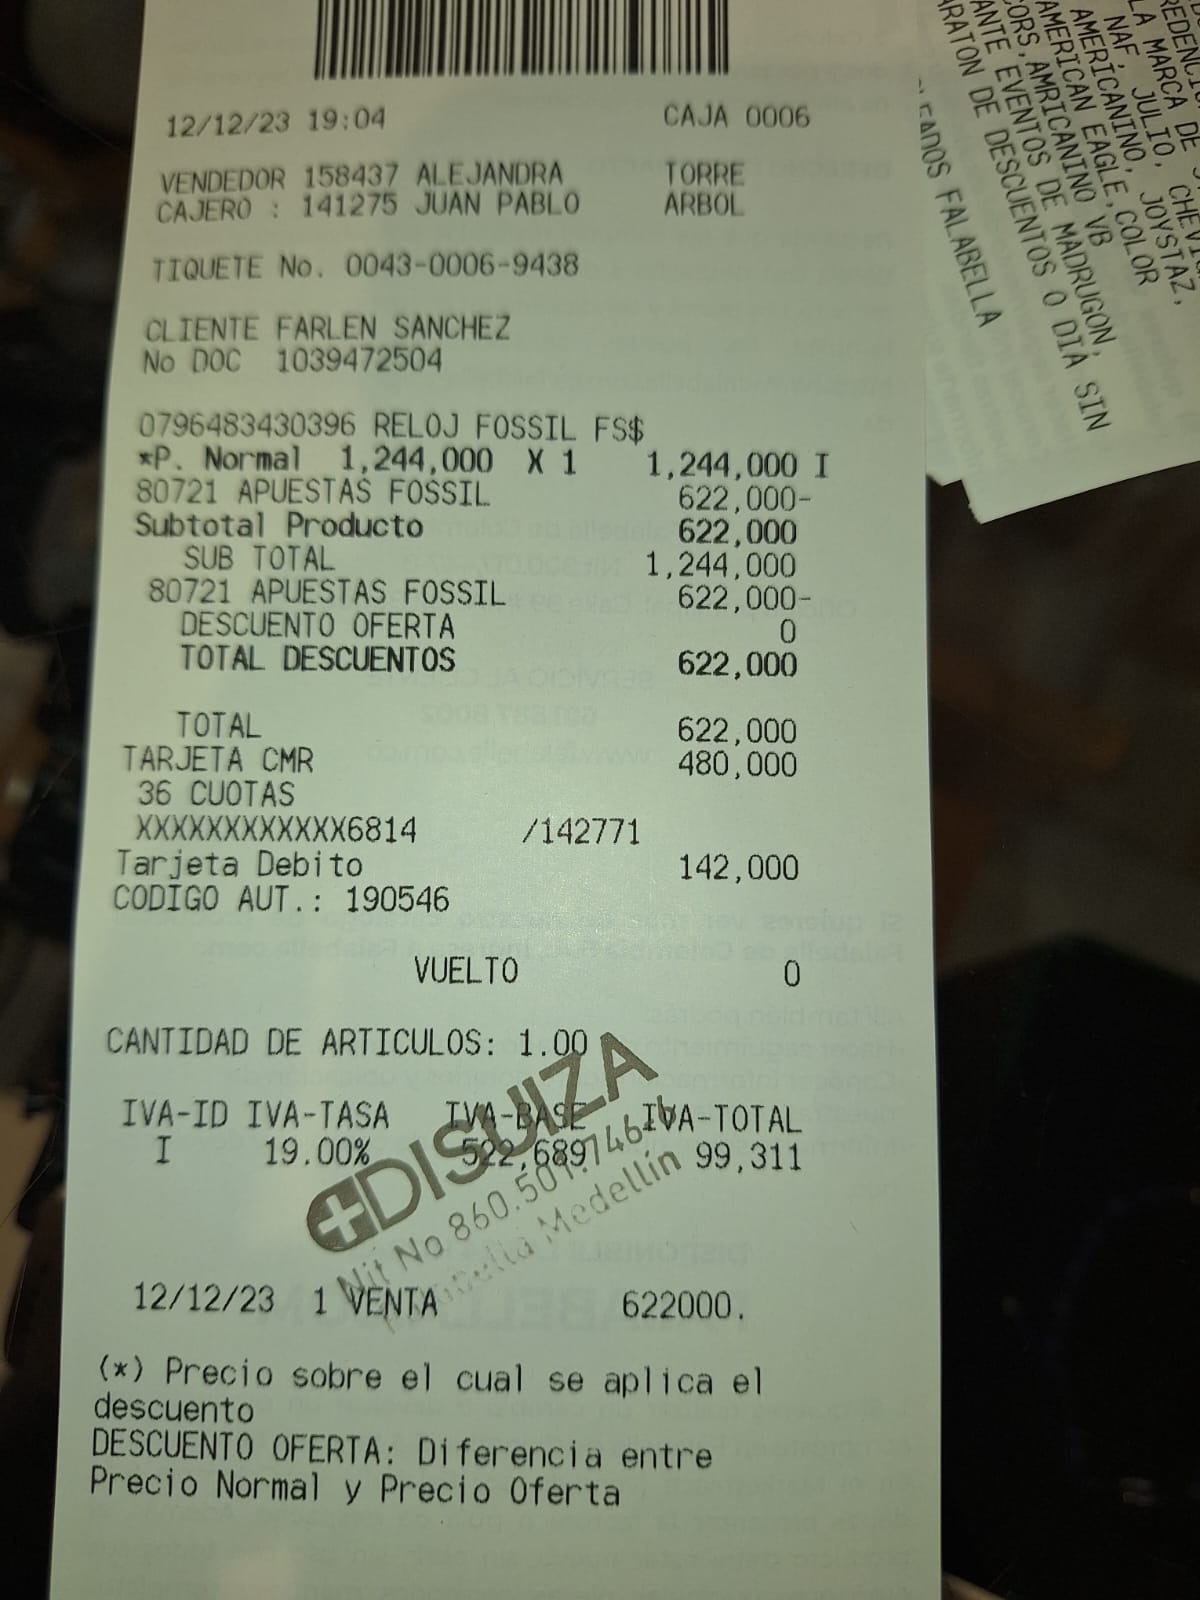 12/12/23 19:04 CAJA 0006
VENDEDOR 158437 ALEJANDRA TORRE
CAJERO : 141275 JUAN PABLO ARBOL
TIQUETE No. 0043-0006-9438
CLIENTE FARLEN SANCHEZ
No DOC 1039472504
0796483430396 RELOJ FOSSIL FS$
*P. Normal 1,244,000 X 1 1,244,000 I
80721 APUESTAS FOSSIL 622,000-
Subtotal Producto 622,000
SUB TOTAL 1,244,000
80721 APUESTAS FOSSIL 622,000-
DESCUENTO OFERTA 0
TOTAL DESCUENTOS 622,000
TOTAL 622,000
TARJETA CMR 480,000
36 CUOTAS
XXXXXXXXXXXX6814 /142771
Tarjeta Debito 142,000
CODIGO AUT.: 190546
VUELTO 0
CANTIDAD DE ARTICULOS: 1.00
IVA-ID IVA-TASA IVA-BASE IVA-TOTAL
I 19.00% 522,689 99,311
DISUIZA
Nit No 860.501.746-
Medellín
12/12/23 1 VENTA 622000.
(*) Precio sobre el cual se aplica el
descuento
DESCUENTO OFERTA: Diferencia entre
Precio Normal y Precio Oferta
LA MARCA DE
NAF, JULIO, JOYSTAZ,
AMERICANINO,
AMERICAN EAGLE, COLOR
CORS, AMRICANINO VB
ANTE EVENTOS DE MADRUGON,
RATON DE DESCUENTOS O DIA SIN
EADOS FALABELLA